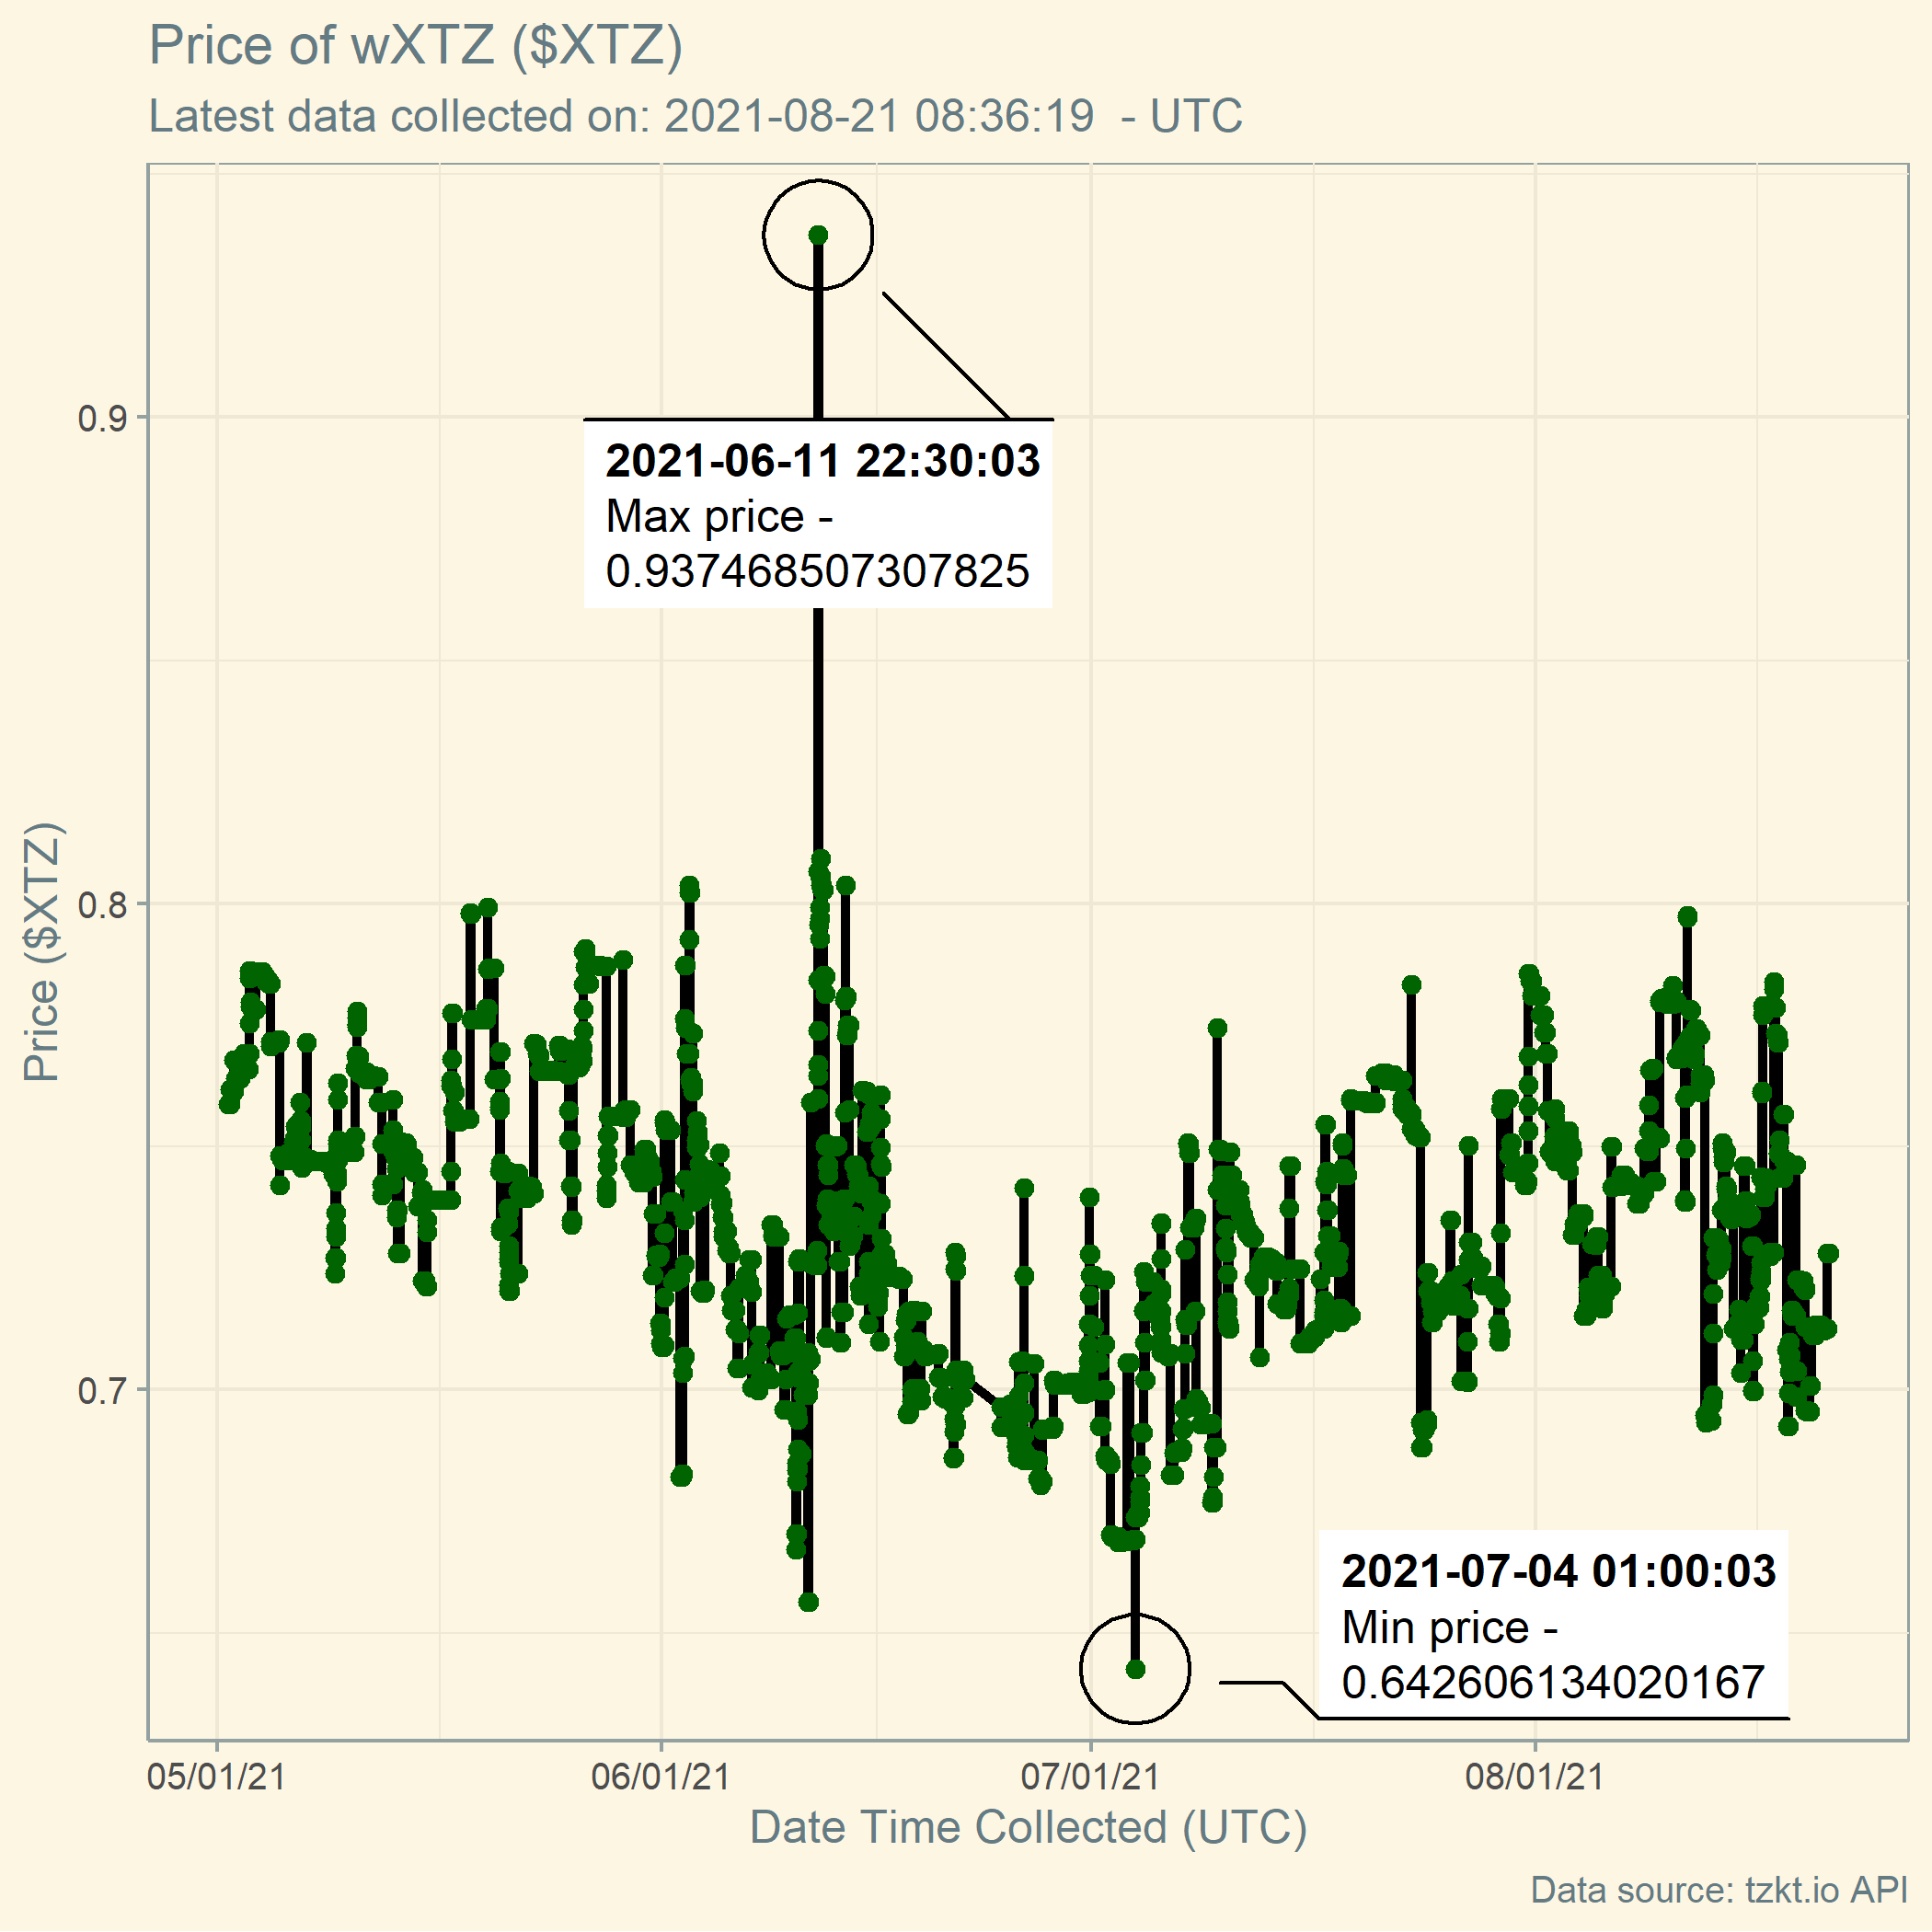 Price of wXTZ ($XTZ)
Latest data collected on: 2021-08-21 08:36:19  - UTC
Price ($XTZ)
0.9
0.8
0.7
2021-06-11 22:30:03
Max price -
0.937468507307825
2021-07-04 01:00:03
Min price -
0.642606134020167
05/01/21
06/01/21
07/01/21
08/01/21
Date Time Collected (UTC)
Data source: tzkt.io API